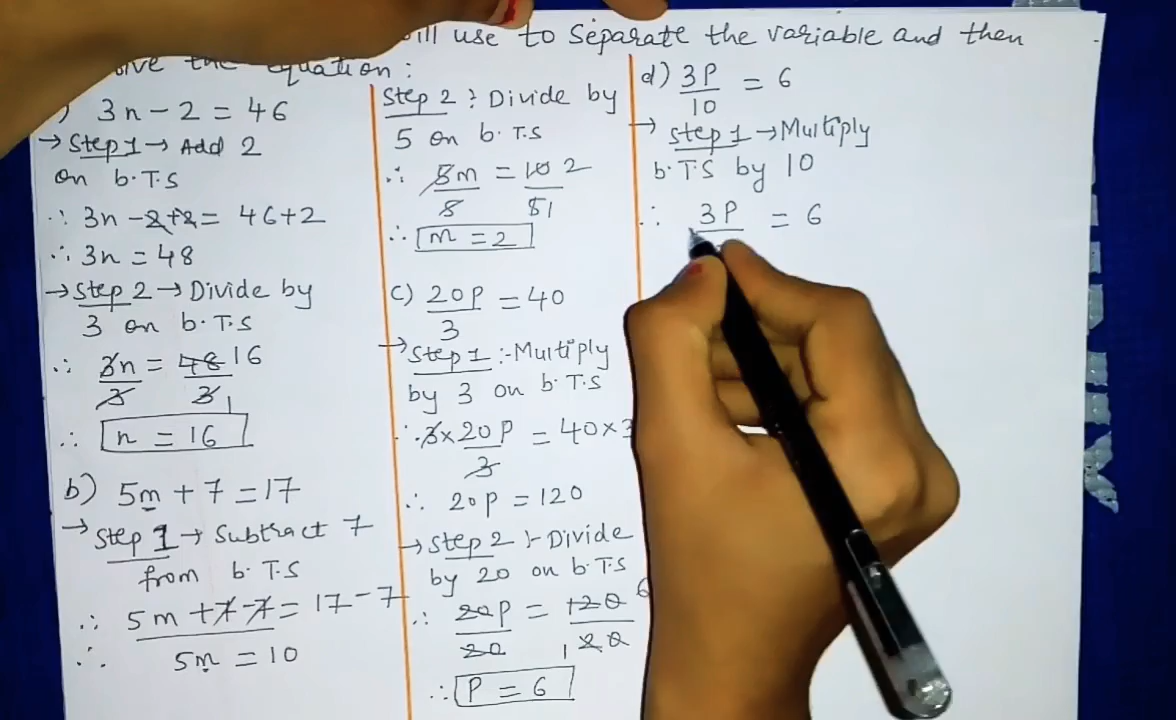 use to separate the variable and then
the equation :
) 3n - 2 = 46
→ Step 1 → Add 2
on b.T.S
∴ 3n - 2 + 2 = 46+2
∴ 3n = 48
→ Step 2 → Divide by
3 on b.T.S
∴ 3n/3 = 48/3 16 1
∴ n = 16
b) 5m + 7 = 17
→ Step 1 → Subtract 7
from b.T.S
∴ 5m + 7 - 7 = 17 - 7
∴ 5m = 10
Step 2 : Divide by
5 on b.T.S
∴ 5m/5 = 10/5 2 1
∴ m = 2
c) 20P/3 = 40
→ Step 1 :- Multiply
by 3 on b.T.S
∴ 3 × 20P/3 = 40 × 3
∴ 20p = 120
→ Step 2 :- Divide
by 20 on b.T.S
∴ 20p/20 = 120/20 6 1
∴ P = 6
d) 3P/10 = 6
→ step 1 → Multiply
b.T.S by 10
∴ 3P = 6